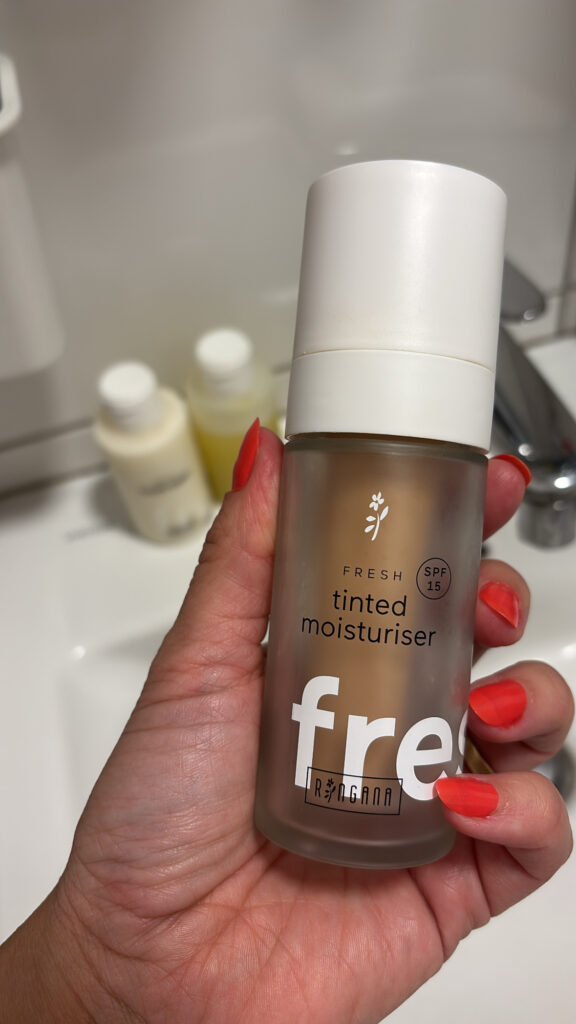 FRESH
SPF
15
tinted
moisturiser
fres
RINGANA